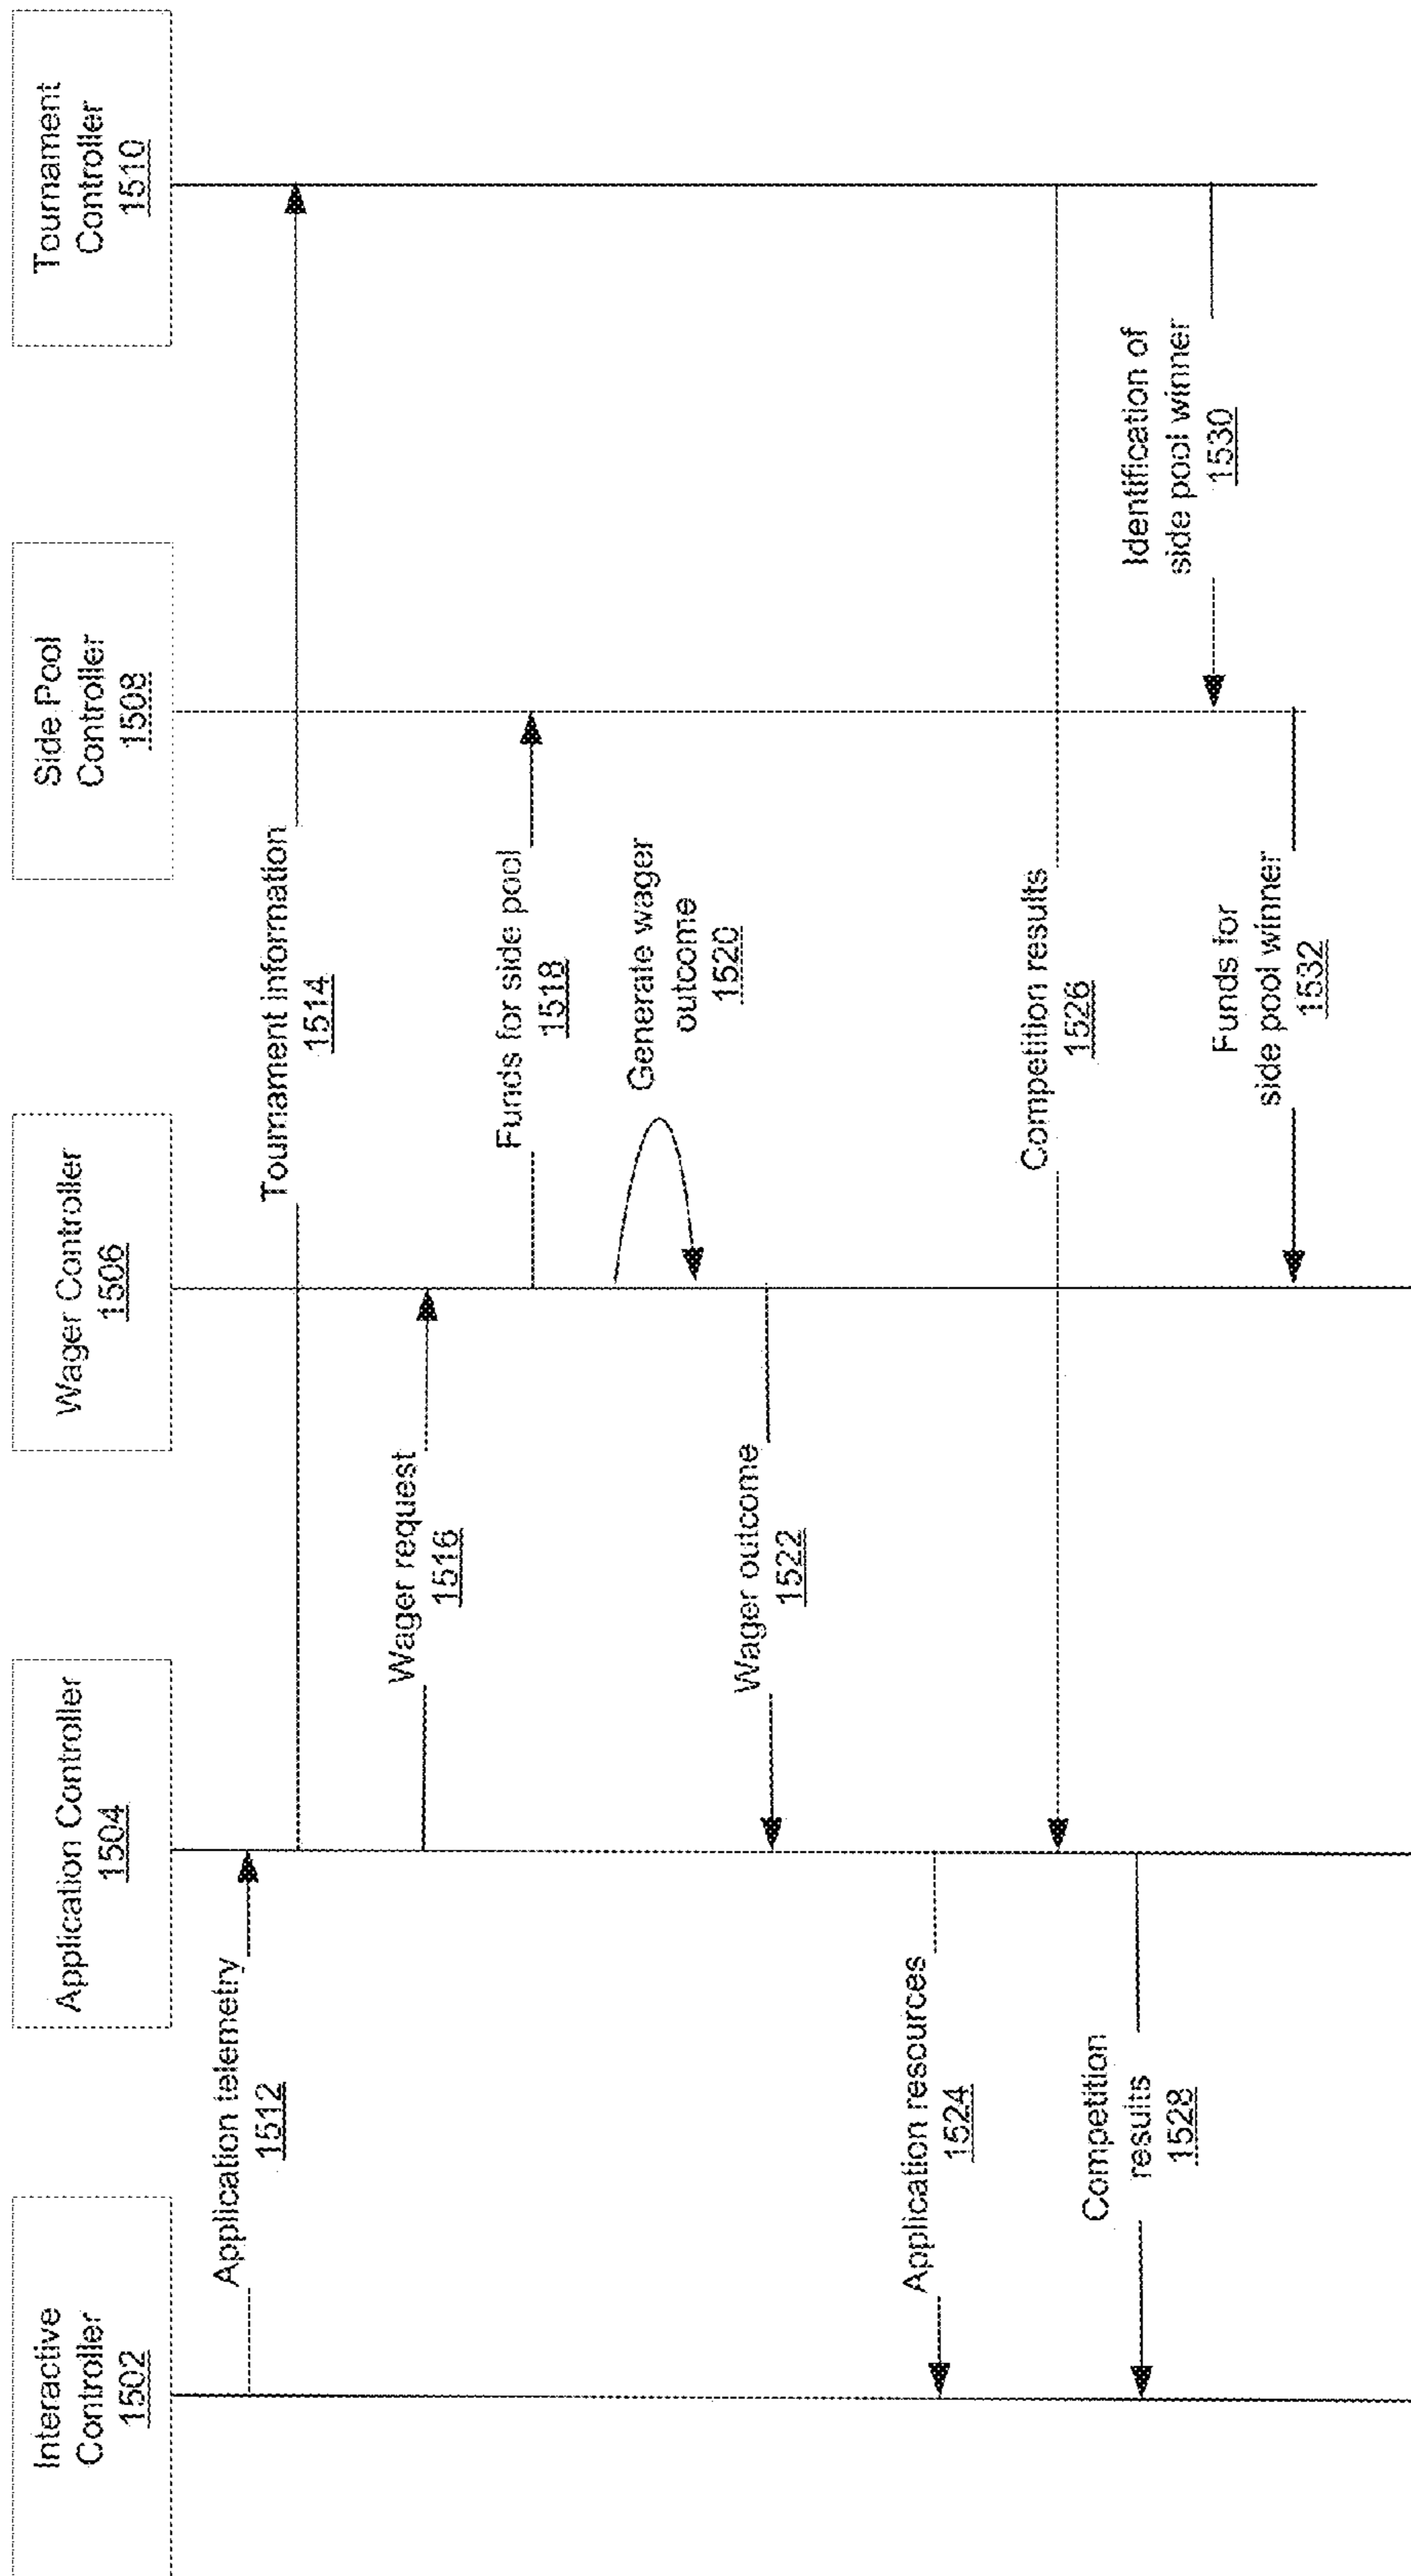 Interactive
Controller
1502
Application Controller
1504
Wager Controller
1506
Side Pool
Controller
1508
Tournament
Controller
1510
Application telemetry
1512
Tournament information
1514
Wager request
1516
Funds for side pool
1518
Generate wager
outcome
1520
Wager outcome
1522
Application resources
1524
Competition results
1526
Competition
results
1528
Identification of
side pool winner
1530
Funds for
side pool winner
1532